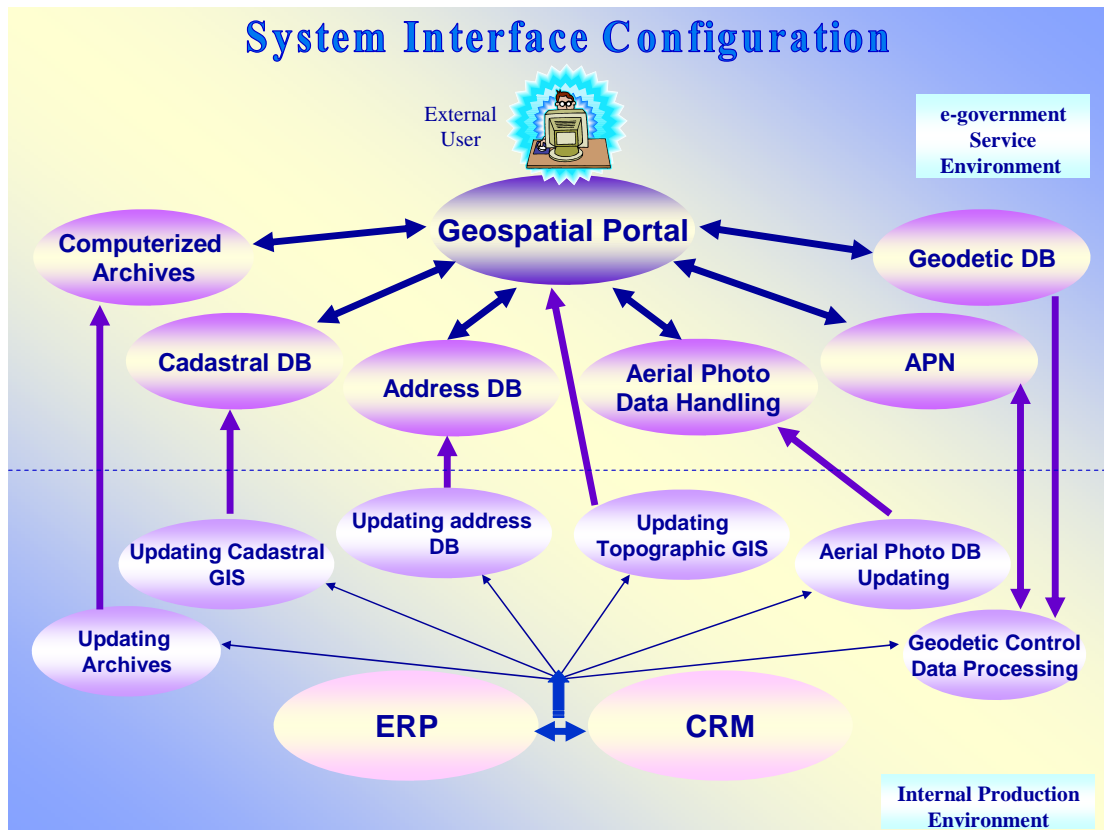 System Interface Configuration
External
User
e-government
Service
Environment
Geospatial Portal
Computerized
Archives
Geodetic DB
Cadastral DB
Address DB
Aerial Photo
Data Handling
APN
Updating Cadastral
GIS
Updating address
DB
Updating
Topographic GIS
Aerial Photo DB
Updating
Updating
Archives
Geodetic Control
Data Processing
ERP
CRM
Internal Production
Environment